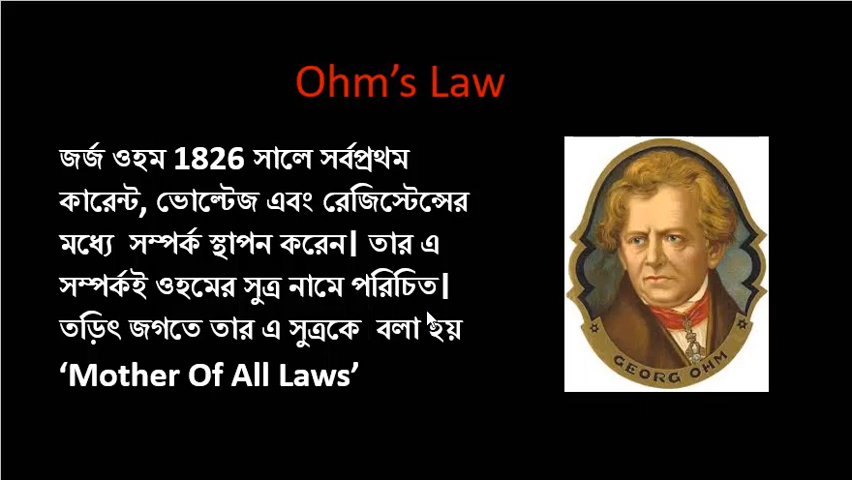 Ohm’s Law
জর্জ ওহম 1826 সালে সর্বপ্রথম
কারেন্ট, ভোল্টেজ এবং রেজিস্টেন্সের
মধ্যে সম্পর্ক স্থাপন করেন। তার এ
সম্পর্কই ওহমের সুত্র নামে পরিচিত।
তড়িৎ জগতে তার এ সুত্রকে বলা হয়
‘Mother Of All Laws’
GEORG OHM